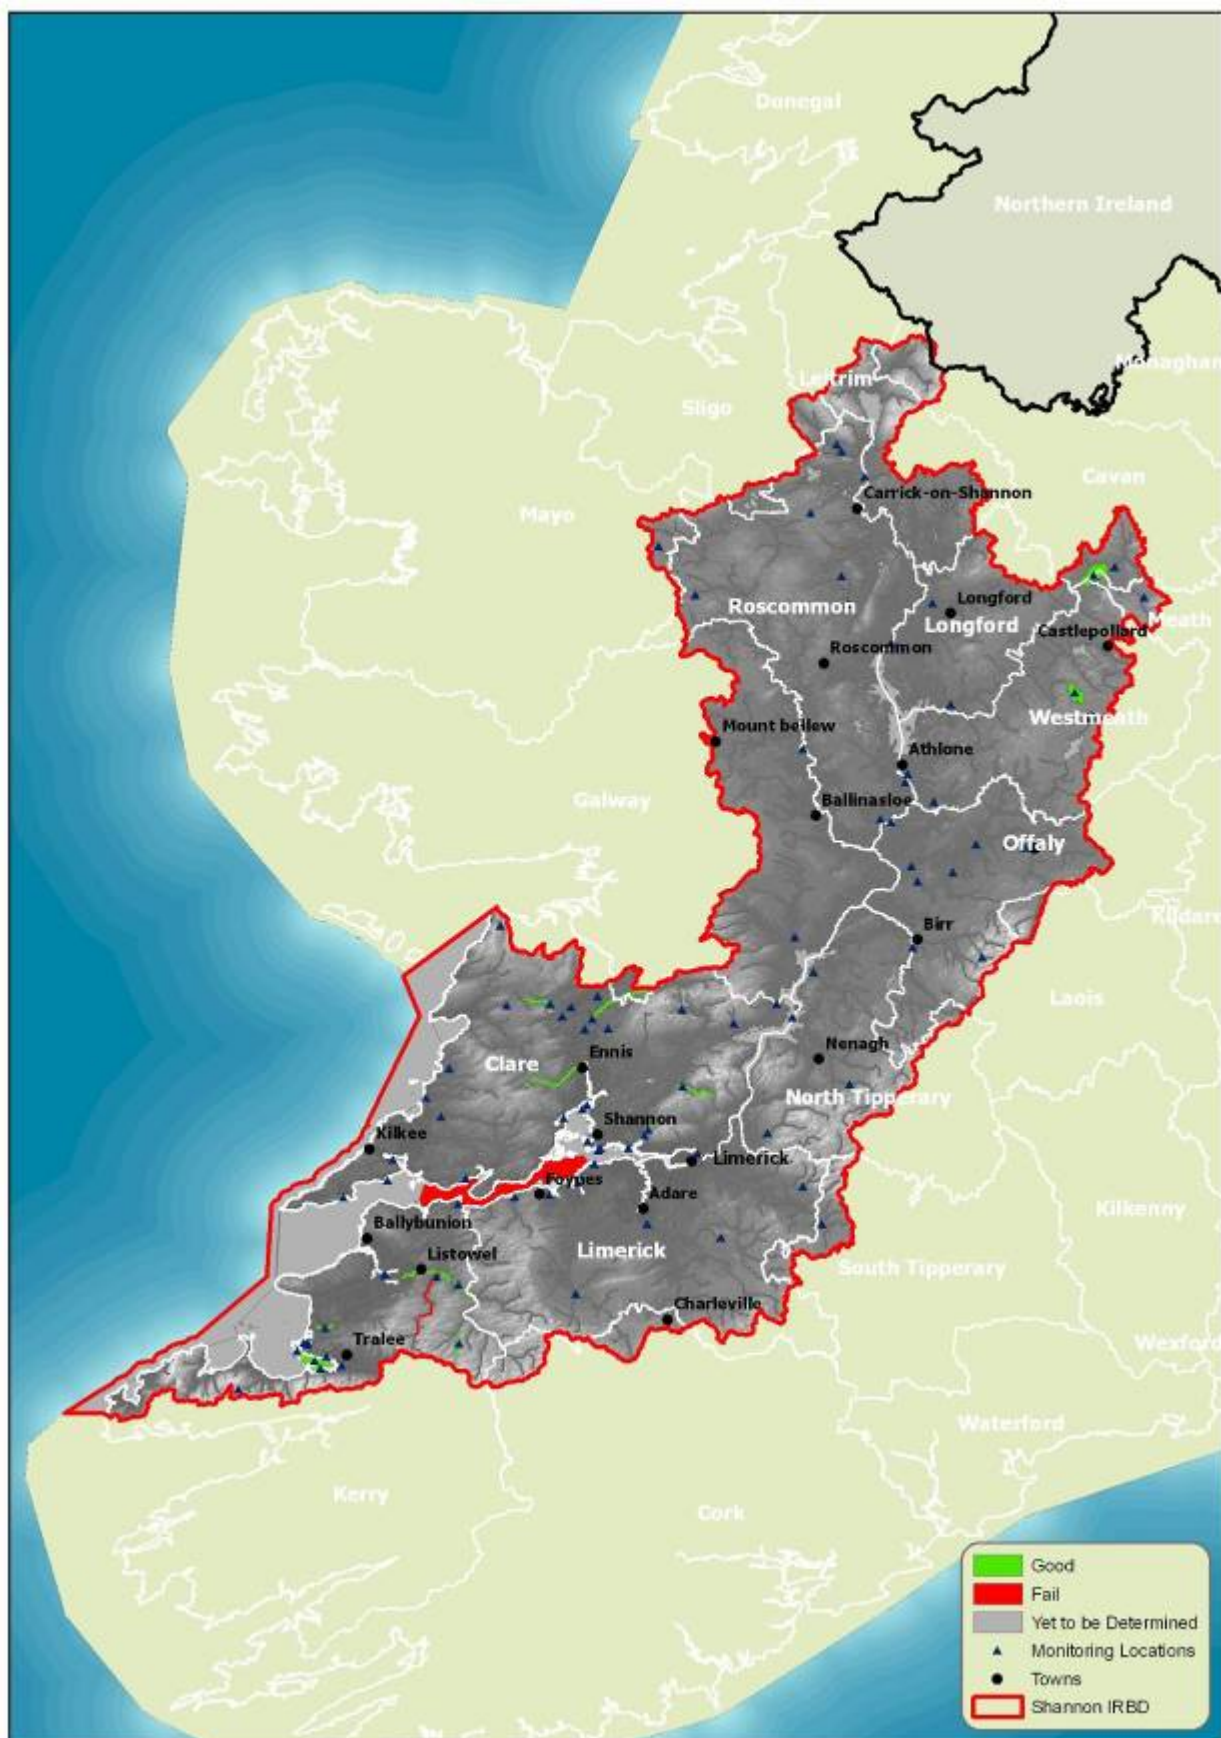 Donegal
Northern Ireland
Monaghan
Leitrim
Sligo
Cavan
Carrick-on-Shannon
Mayo
Roscommon
Longford
Longford
Meath
Castlepollard
Roscommon
Westmeath
Mount bellew
Athlone
Galway
Ballinasloe
Offaly
Kildare
Birr
Laois
Clare
Ennis
Nenagh
North Tipperary
Shannon
Kilkee
Limerick
Foynes
Adare
Kilkenny
Ballybunion
Listowel
Limerick
South Tipperary
Charleville
Tralee
Wexford
Waterford
Kerry
Cork
Good
Fail
Yet to be Determined
Monitoring Locations
Towns
Shannon IRBD